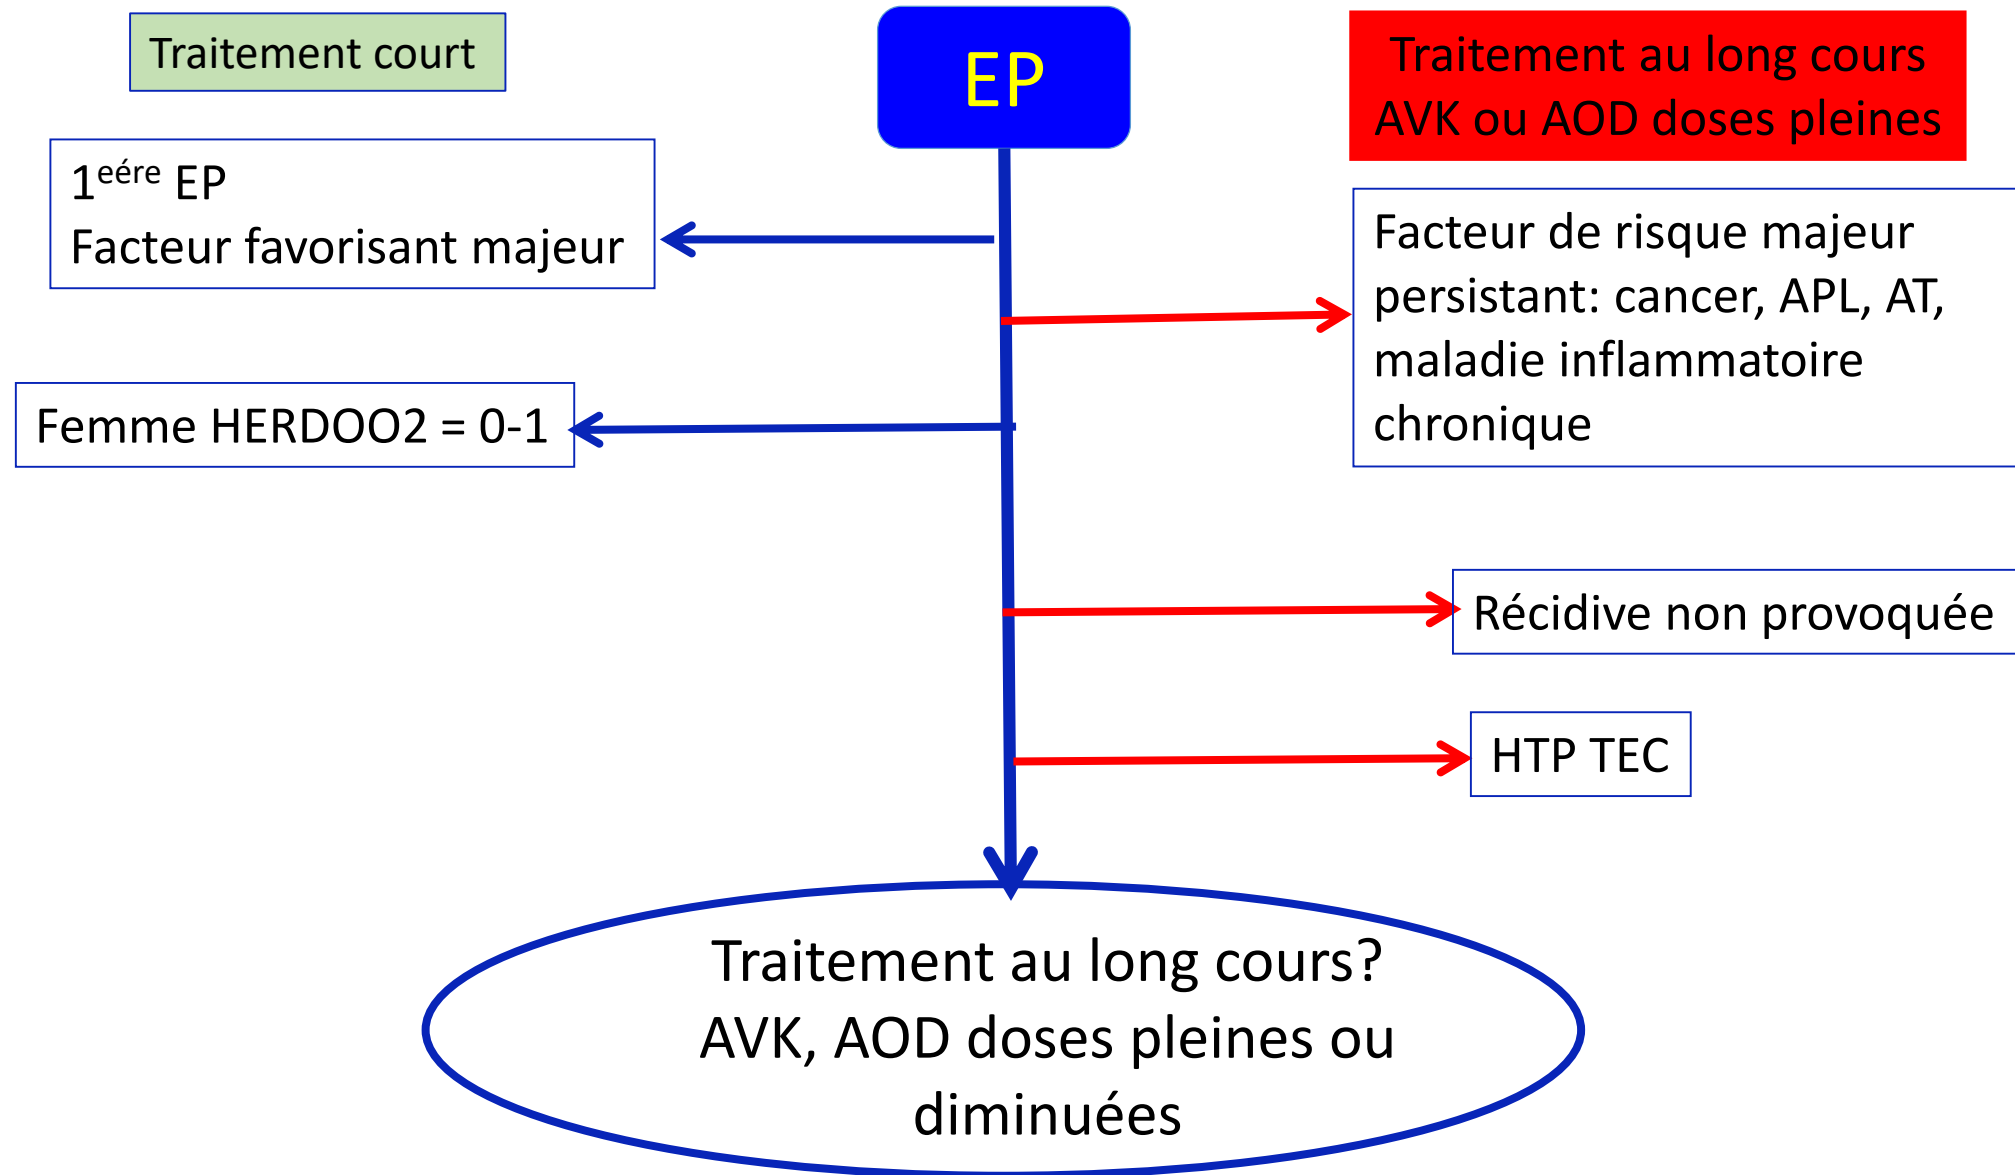 Traitement court
EP
Traitement au long cours
AVK ou AOD doses pleines
1eére EP
Facteur favorisant majeur
Facteur de risque majeur
persistant: cancer, APL, AT,
maladie inflammatoire
chronique
Femme HERDOO2 = 0-1
Récidive non provoquée
HTP TEC
Traitement au long cours?
AVK, AOD doses pleines ou
diminuées